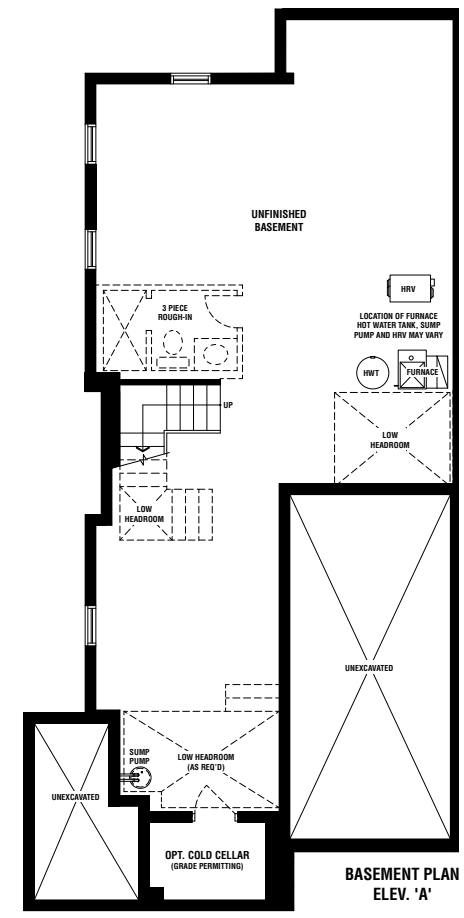 UNFINISHED
BASEMENT
HRV
3 PIECE
ROUGH-IN
LOCATION OF FURNACE
HOT WATER TANK, SUMP
PUMP AND HRV MAY VARY
HWT
FURNACE
UP
LOW
HEADROOM
LOW
HEADROOM
UNEXCAVATED
SUMP
PUMP
LOW HEADROOM
(AS REQ'D)
UNEXCAVATED
OPT. COLD CELLAR
(GRADE PERMITTING)
BASEMENT PLAN
ELEV. 'A'